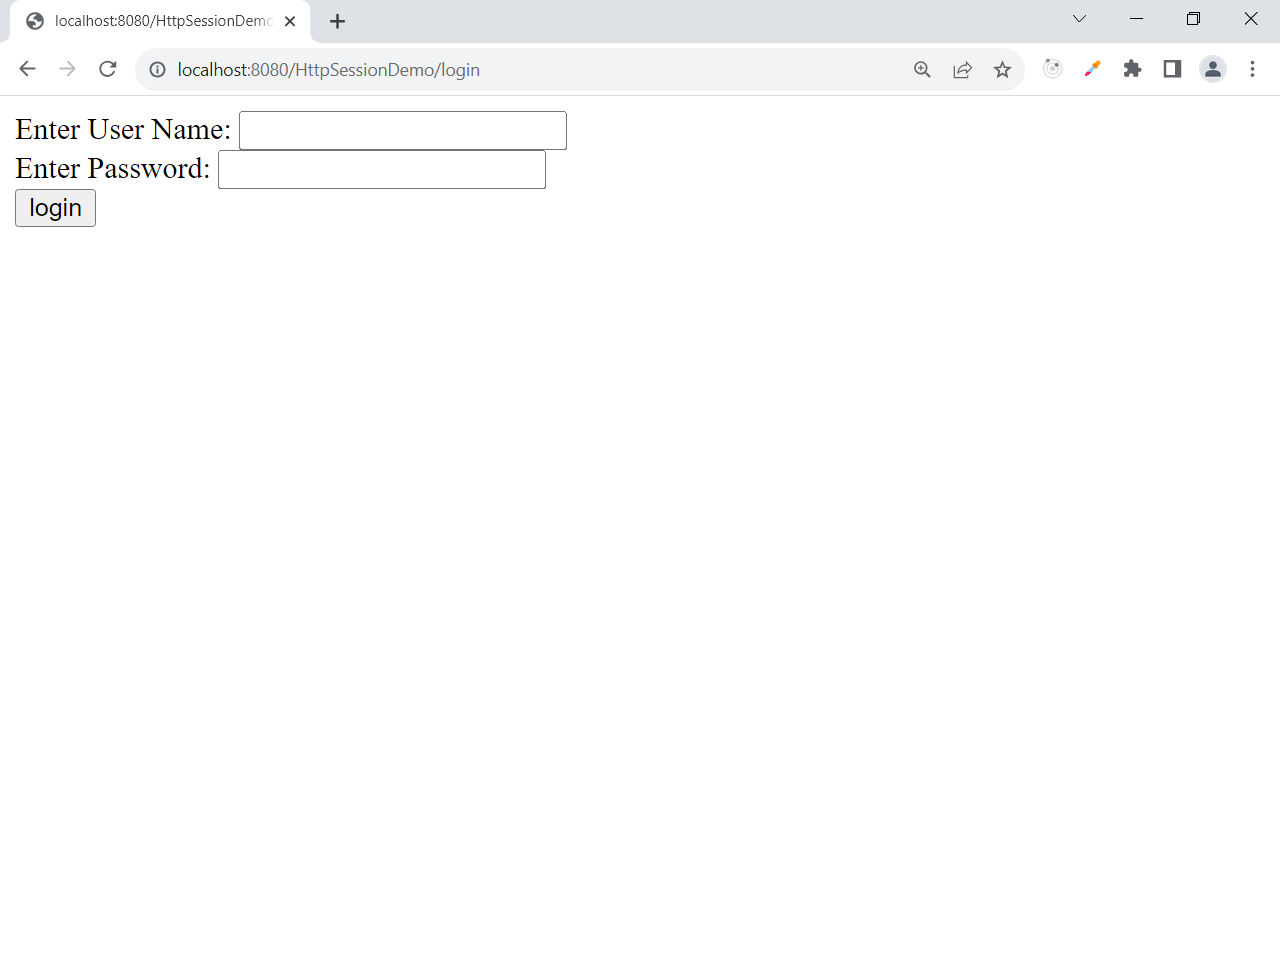 localhost:8080/HttpSessionDemo
localhost:8080/HttpSessionDemo/login
Enter User Name:
Enter Password:
login